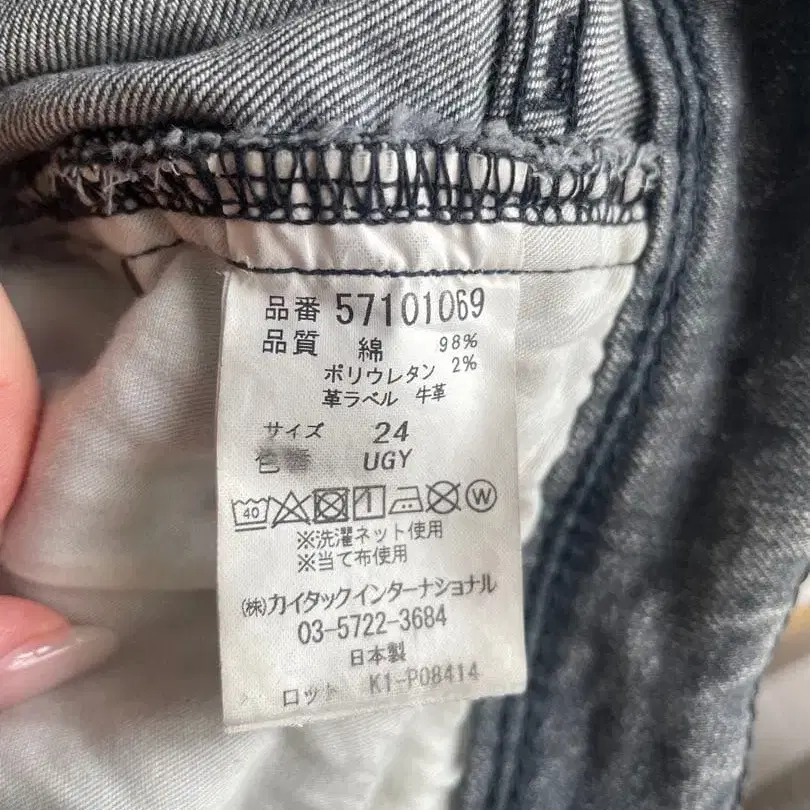 品番 57101069
品質 綿 98%
ポリウレタン 2%
革ラベル 牛革
サイズ 24
色番 UGY
40 W
※洗濯ネット使用
※当て布使用
(株)カイタックインターナショナル
03-5722-3684
日本製
ロット K1-P08414